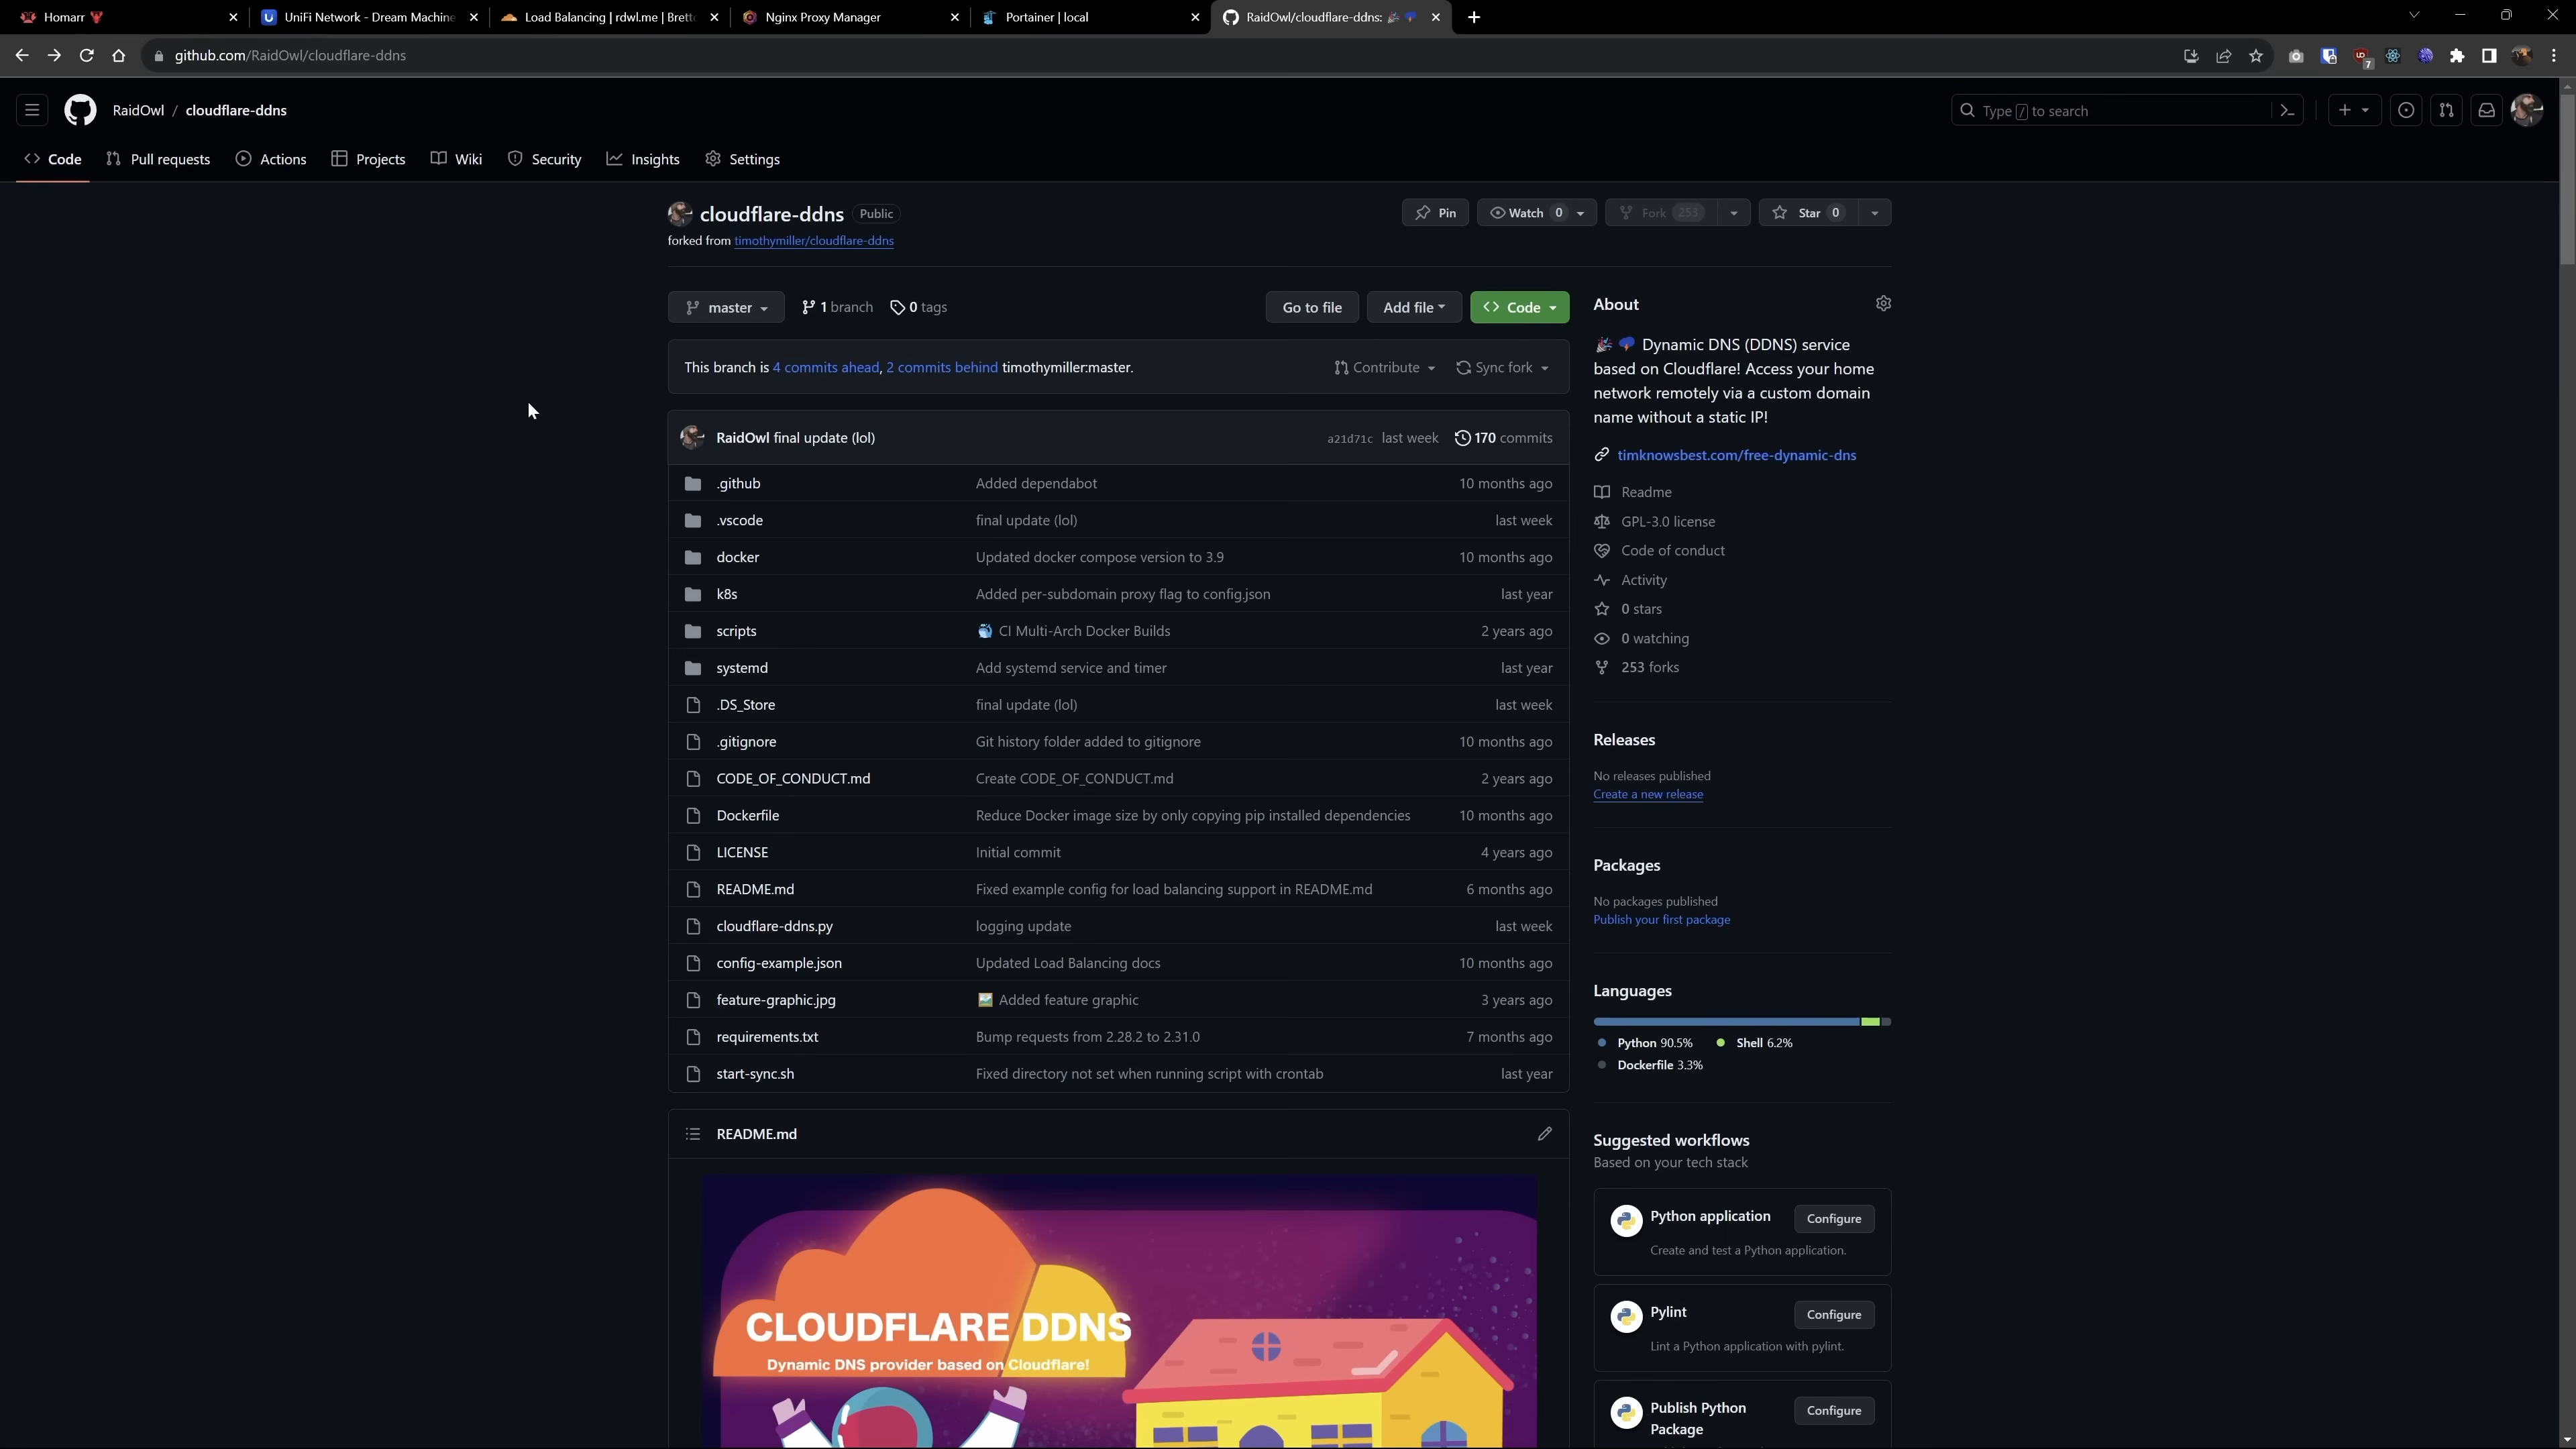 Homarr
UniFi Network - Dream Machine
Load Balancing | rdwl.me | Brett
Nginx Proxy Manager
Portainer | local
RaidOwl/cloudflare-ddns:
github.com/RaidOwl/cloudflare-ddns
7
RaidOwl / cloudflare-ddns
Type / to search
Code
Pull requests
Actions
Projects
Wiki
Security
Insights
Settings
cloudflare-ddns Public
forked from timothymiller/cloudflare-ddns
Pin
Watch 0
Fork 253
Star 0
master
1 branch
0 tags
Go to file
Add file
Code
This branch is 4 commits ahead, 2 commits behind timothymiller:master.
Contribute
Sync fork
RaidOwl final update (lol) a21d71c last week 170 commits
.github Added dependabot 10 months ago
.vscode final update (lol) last week
docker Updated docker compose version to 3.9 10 months ago
k8s Added per-subdomain proxy flag to config.json last year
scripts CI Multi-Arch Docker Builds 2 years ago
systemd Add systemd service and timer last year
.DS_Store final update (lol) last week
.gitignore Git history folder added to gitignore 10 months ago
CODE_OF_CONDUCT.md Create CODE_OF_CONDUCT.md 2 years ago
Dockerfile Reduce Docker image size by only copying pip installed dependencies 10 months ago
LICENSE Initial commit 4 years ago
README.md Fixed example config for load balancing support in README.md 6 months ago
cloudflare-ddns.py logging update last week
config-example.json Updated Load Balancing docs 10 months ago
feature-graphic.jpg Added feature graphic 3 years ago
requirements.txt Bump requests from 2.28.2 to 2.31.0 7 months ago
start-sync.sh Fixed directory not set when running script with crontab last year
README.md
CLOUDFLARE DDNS
Dynamic DNS provider based on Cloudflare!
About
Dynamic DNS (DDNS) service
based on Cloudflare! Access your home
network remotely via a custom domain
name without a static IP!
timknowsbest.com/free-dynamic-dns
Readme
GPL-3.0 license
Code of conduct
Activity
0 stars
0 watching
253 forks
Releases
No releases published
Create a new release
Packages
No packages published
Publish your first package
Languages
Python 90.5% Shell 6.2%
Dockerfile 3.3%
Suggested workflows
Based on your tech stack
Python application Configure
Create and test a Python application.
Pylint Configure
Lint a Python application with pylint.
Publish Python Configure
Package